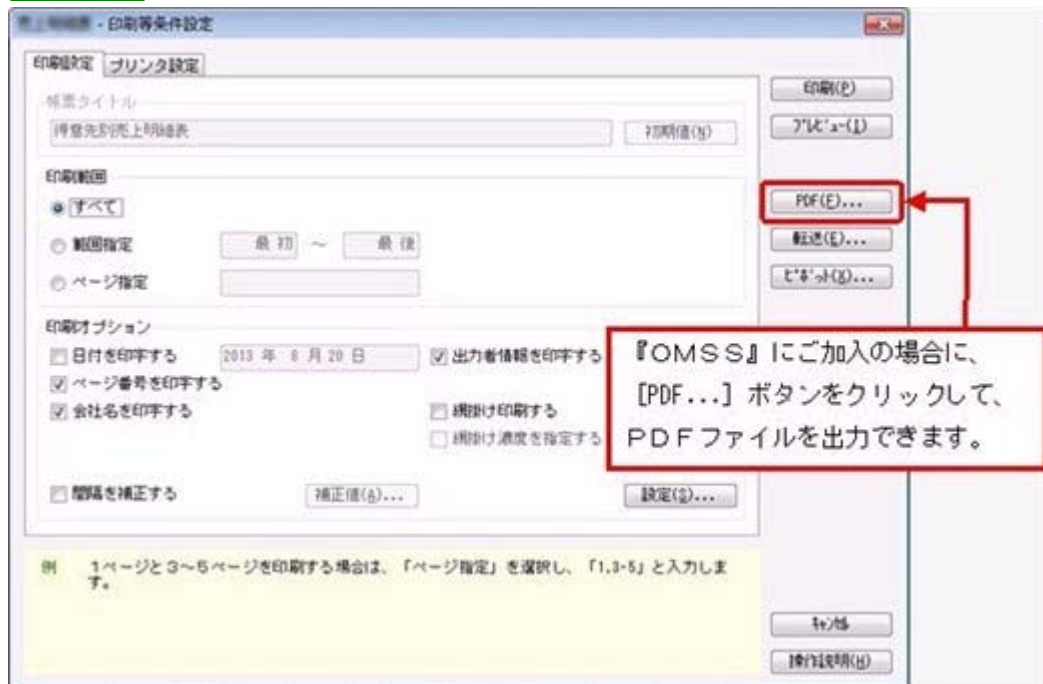 - 印刷等条件設定
印刷設定 プリンタ設定
帳票タイトル
得意先別売上明細表 初期値(N)
印刷(P)
ﾌﾟﾚﾋﾞｭｰ(I)
印刷範囲
すべて
PDF(F)...
範囲指定 最 初 ～ 最 後
転送(E)...
ページ指定
ﾋﾟﾎﾞｯﾄ(X)...
印刷オプション
日付を印字する 2013 年 8 月 20 日 出力者情報を印字する
ページ番号を印字する
会社名を印字する 網掛け印刷する
網掛け濃度を指定する
『ＯＭＳＳ』にご加入の場合に、
[PDF...] ボタンをクリックして、
ＰＤＦファイルを出力できます。
間隔を補正する 補正値(A)... 設定(S)...
例 1ページと3～5ページを印刷する場合は、「ページ指定」を選択し、「1,3-5」と入力しま
す。
ｷｬﾝｾﾙ
操作説明(H)